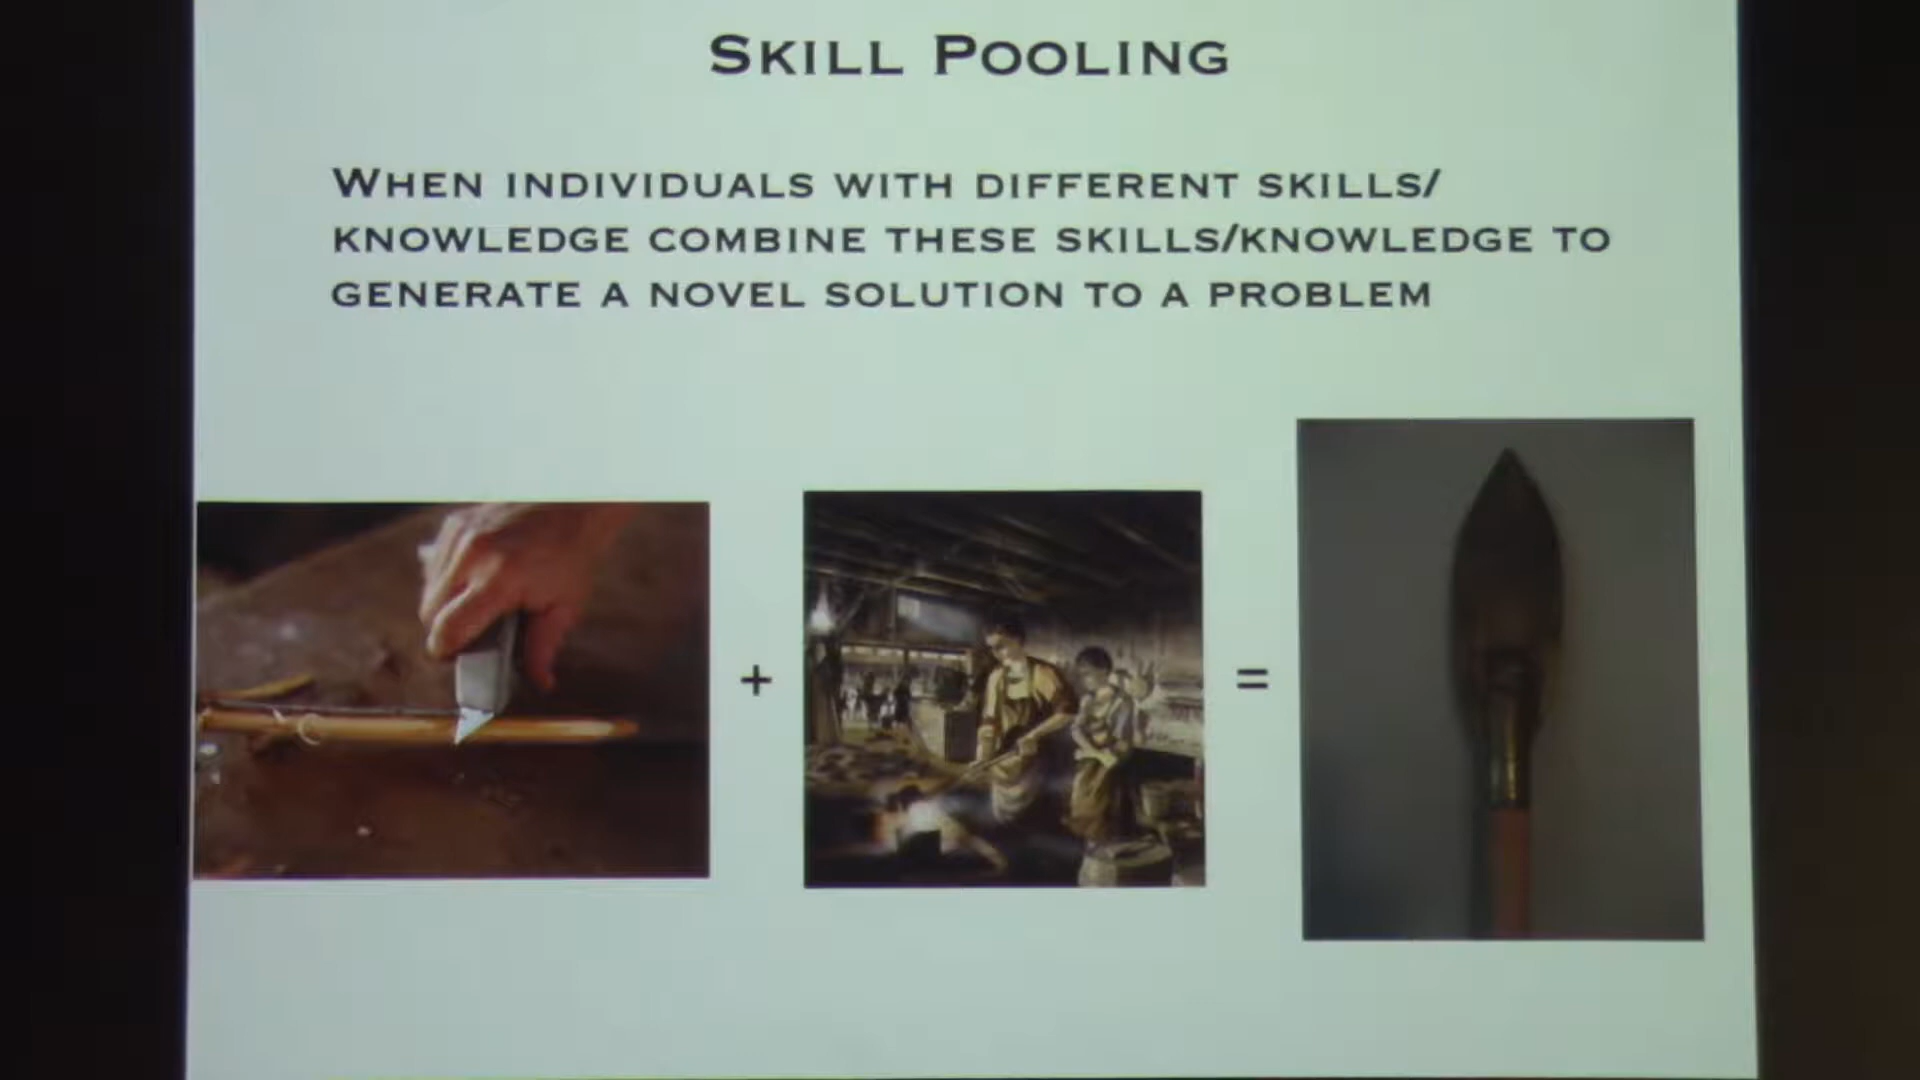 SKILL POOLING
WHEN INDIVIDUALS WITH DIFFERENT SKILLS/
KNOWLEDGE COMBINE THESE SKILLS/KNOWLEDGE TO
GENERATE A NOVEL SOLUTION TO A PROBLEM
+ =